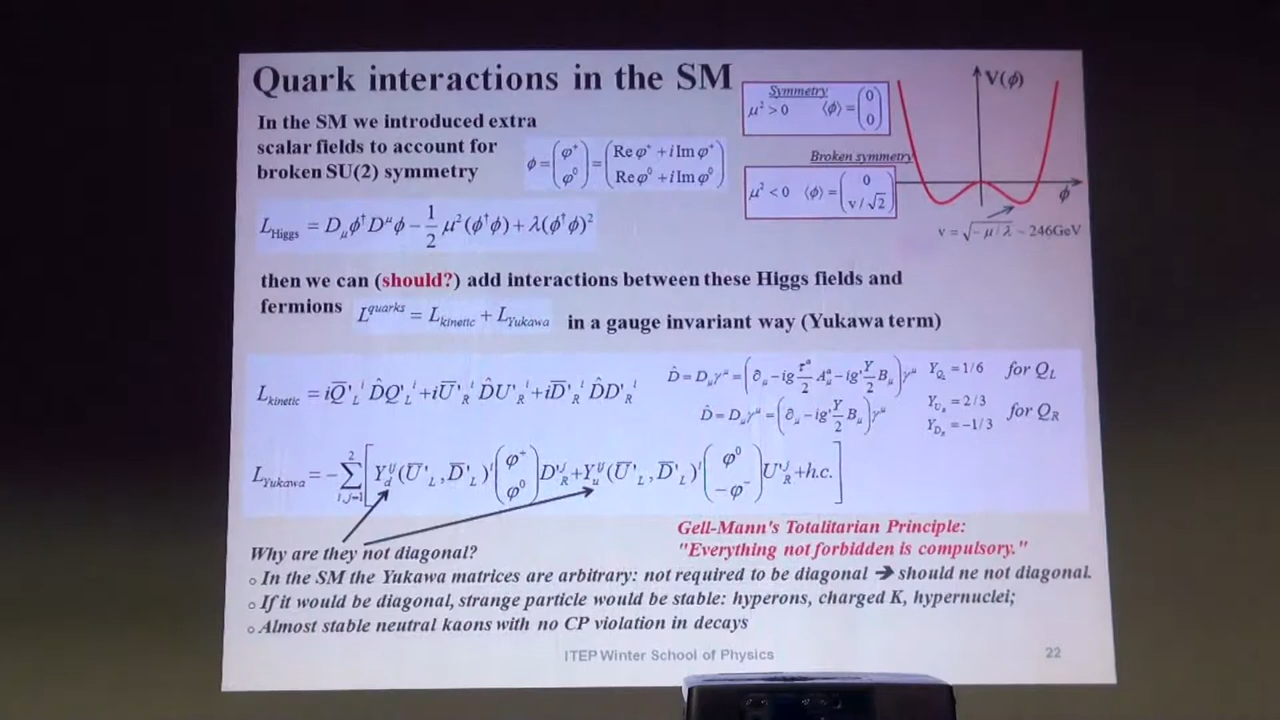 Quark interactions in the SM
In the SM we introduced extra
scalar fields to account for
broken SU(2) symmetry
ϕ = (φ⁺ φ⁰) = (Re φ⁺ + i Im φ⁺ Re φ⁰ + i Im φ⁰)
Symmetry
μ² > 0 ⟨ϕ⟩ = (0 0)
Broken symmetry
μ² < 0 ⟨ϕ⟩ = (0 v/√2)
V(ϕ)
ϕ
v = √-μ/λ ~ 246GeV
L_Higgs = D_μϕ†D^μϕ − 1/2 μ²(ϕ†ϕ) + λ(ϕ†ϕ)²
then we can (should?) add interactions between these Higgs fields and
fermions L^quarks = L_kinetic + L_Yukawa in a gauge invariant way (Yukawa term)
L_kinetic = iQ̅'_L^i D̂Q'_L^i + iU̅'_R^i D̂U'_R^i + iD̅'_R^i D̂D'_R^i
D̂ = D_μγ^μ = (∂_μ − ig τ^a/2 A_μ^a − ig' Y/2 B_μ)γ^μ Y_Q_L = 1/6 for Q_L
D̂ = D_μγ^μ = (∂_μ − ig' Y/2 B_μ)γ^μ Y_U_R = 2/3 Y_D_R = −1/3 for Q_R
L_Yukawa = −∑_{i,j=1}^{2} [Y_d^{ij}(U̅'_L, D̅'_L)^i (φ⁺ φ⁰) D'^j_R + Y_u^{ij}(U̅'_L, D̅'_L)^i (φ⁰ −φ⁻) U'^j_R + h.c.]
Gell-Mann's Totalitarian Principle:
"Everything not forbidden is compulsory."
Why are they not diagonal?
○ In the SM the Yukawa matrices are arbitrary: not required to be diagonal ➔ should ne not diagonal.
○ If it would be diagonal, strange particle would be stable: hyperons, charged K, hypernuclei;
○ Almost stable neutral kaons with no CP violation in decays
ITEP Winter School of Physics
22